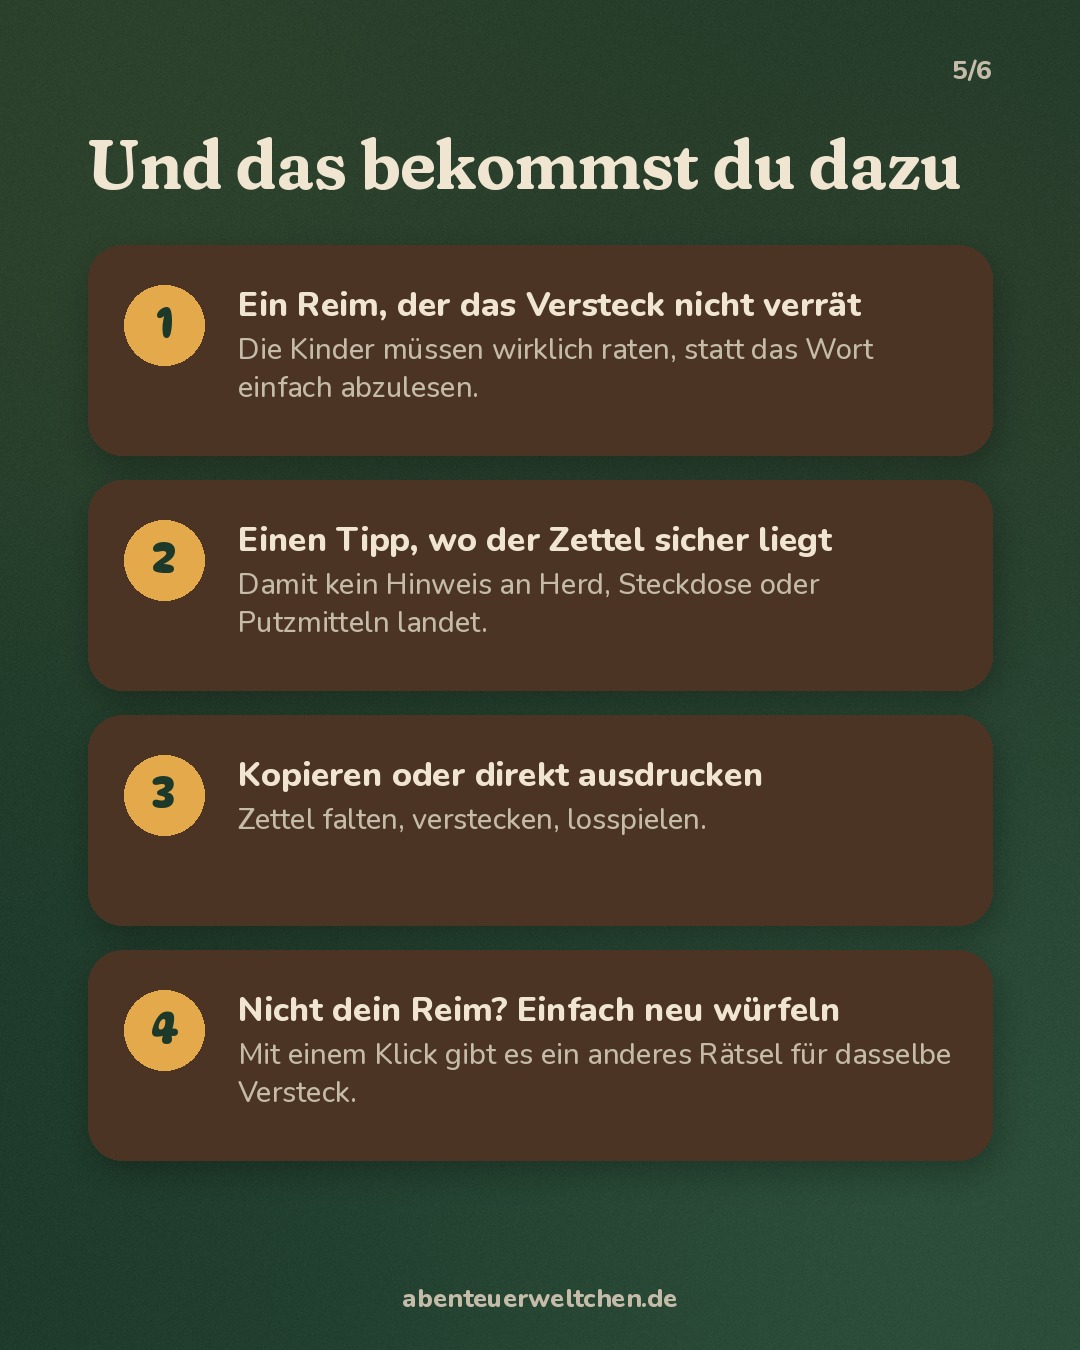 5/6
Und das bekommst du dazu
1
Ein Reim, der das Versteck nicht verrät
Die Kinder müssen wirklich raten, statt das Wort
einfach abzulesen.
2
Einen Tipp, wo der Zettel sicher liegt
Damit kein Hinweis an Herd, Steckdose oder
Putzmitteln landet.
3
Kopieren oder direkt ausdrucken
Zettel falten, verstecken, losspielen.
4
Nicht dein Reim? Einfach neu würfeln
Mit einem Klick gibt es ein anderes Rätsel für dasselbe
Versteck.
abenteuerweltchen.de